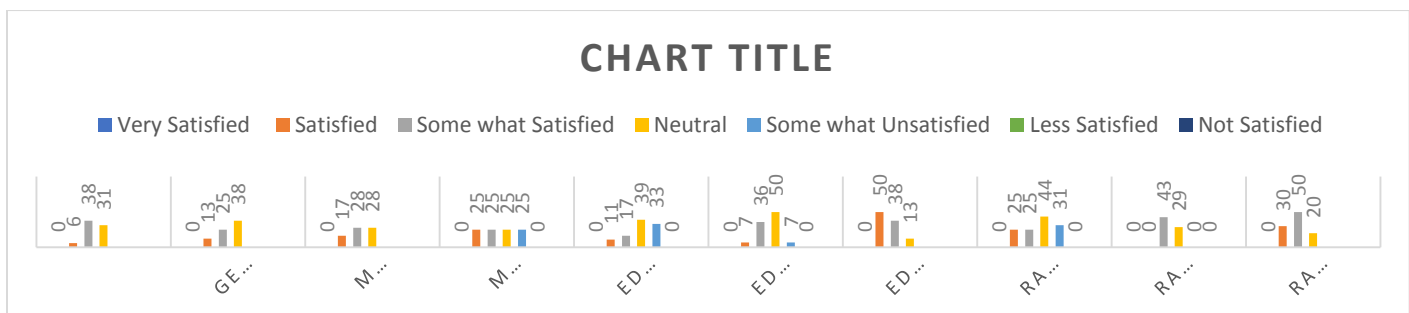 CHART TITLE
Very Satisfied Satisfied Some what Satisfied Neutral Some what Unsatisfied Less Satisfied Not Satisfied
0 6 38 31 0 13 25 38 0 17 28 28 0 25 25 25 25 0 0 11 17 39 33 0 0 7 36 50 7 0 0 50 38 13 0 25 25 44 31 0 0 0 43 29 0 0 0 30 50 20
GE... M... M... ED... ED... ED... RA... RA... RA...